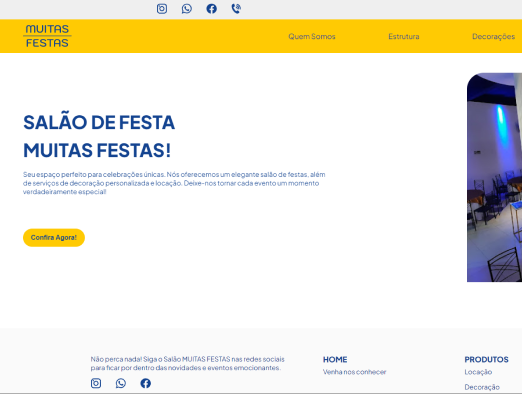 MUITAS
FESTAS
Quem Somos
Estrutura
Decorações
SALÃO DE FESTA
MUITAS FESTAS!
Seu espaço perfeito para celebrações únicas. Nós oferecemos um elegante salão de festas, além
de serviços de decoração personalizada e locação. Deixe-nos tornar cada evento um momento
verdadeiramente especial!
Confira Agora!
Não perca nada! Siga o Salão MUITAS FESTAS nas redes sociais
para ficar por dentro das novidades e eventos emocionantes.
HOME
Venha nos conhecer
PRODUTOS
Locação
Decoração